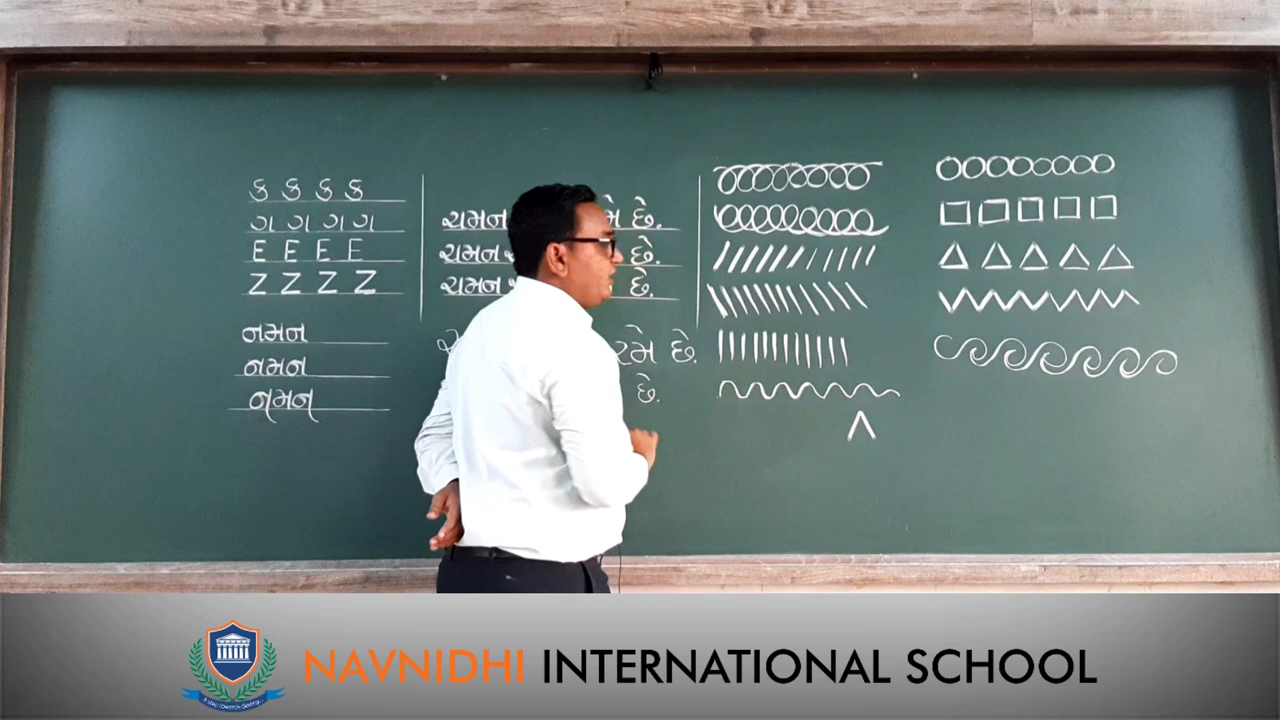 ક ક ક ક
ગ ગ ગ ગ
E E E E
Z Z Z Z
નમન
નમન
નમન
ચમન છે.
ચમન છે.
ચમન છે.
રમે છે.
છે.
NAVNIDHI INTERNATIONAL SCHOOL